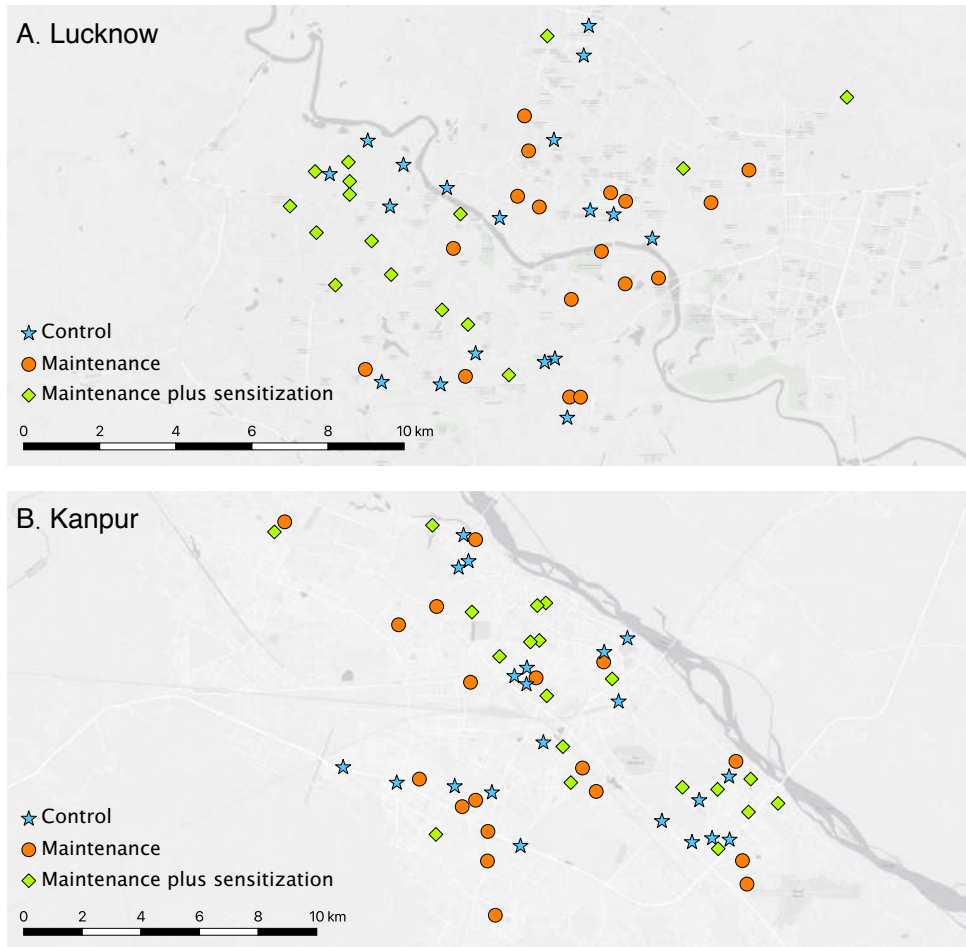 A. Lucknow
Control
Maintenance
Maintenance plus sensitization
0 2 4 6 8 10 km
B. Kanpur
Control
Maintenance
Maintenance plus sensitization
0 2 4 6 8 10 km